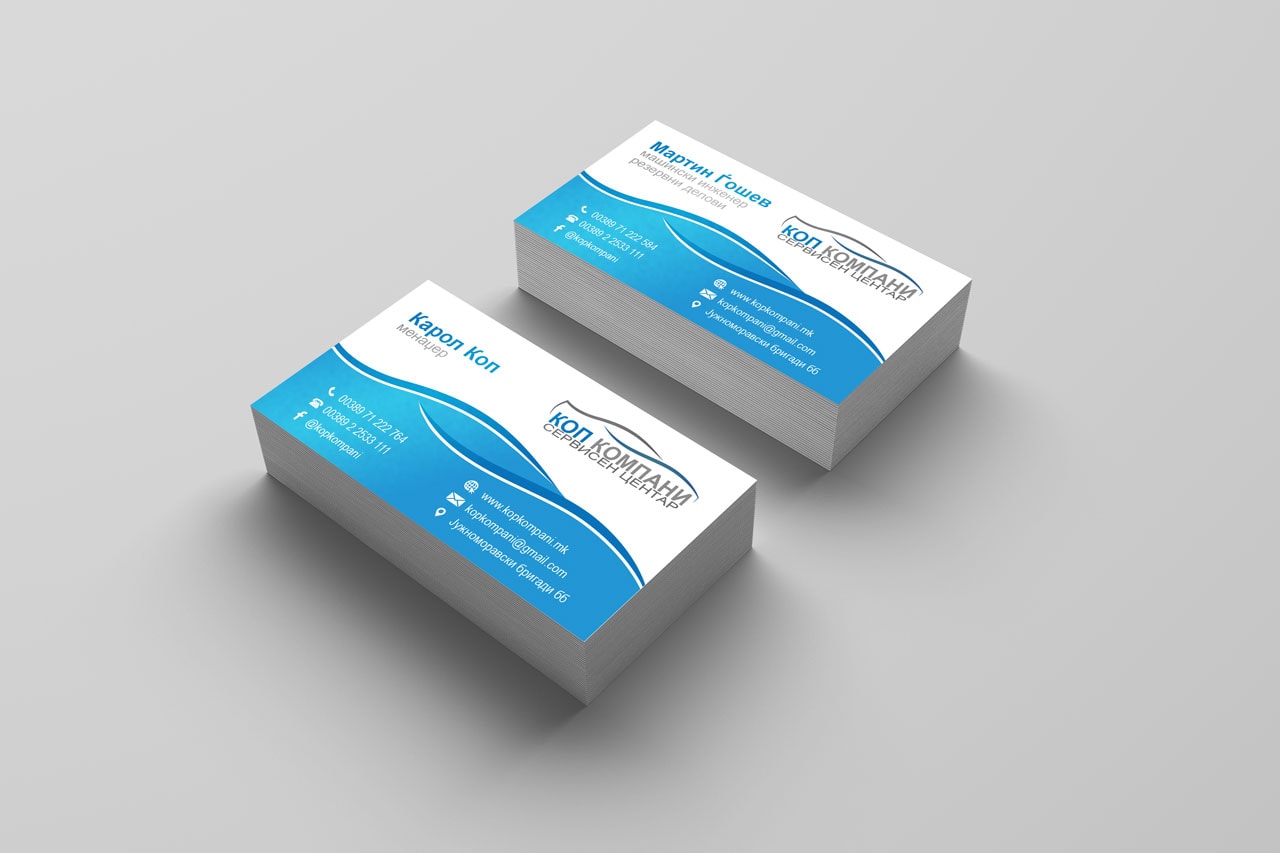 Мартин Ѓошев
машински инженер
резервни делови
00389 71 222 584
00389 2 2533 111
@kopkompani
КОП КОМПАНИ
СЕРВИСЕН ЦЕНТАР
www.kopkompani.mk
kopkompani@gmail.com
Јужноморавски бригади 66
Карол Коп
менаџер
00389 71 222 764
00389 2 2533 111
@kopkompani
КОП КОМПАНИ
СЕРВИСЕН ЦЕНТАР
www.kopkompani.mk
kopkompani@gmail.com
Јужноморавски бригади 66